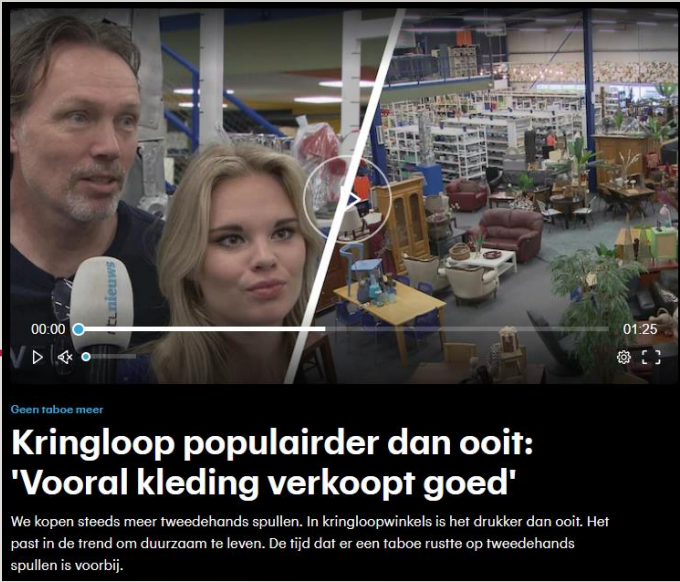 nieuws
00:00
01:25
Geen taboe meer
Kringloop populairder dan ooit:
'Vooral kleding verkoopt goed'
We kopen steeds meer tweedehands spullen. In kringloopwinkels is het drukker dan ooit. Het
past in de trend om duurzaam te leven. De tijd dat er een taboe rustte op tweedehands
spullen is voorbij.